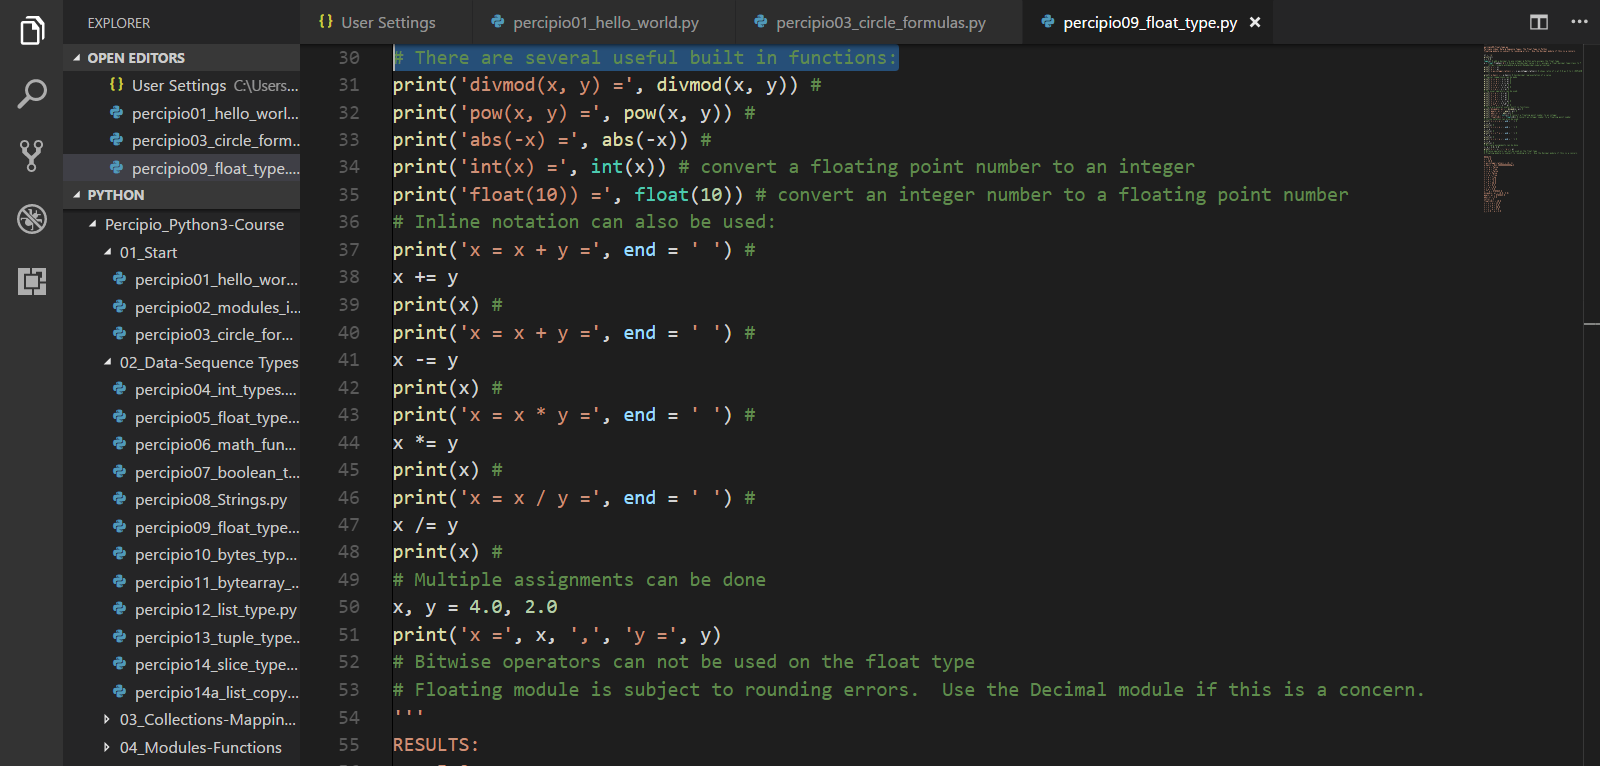 EXPLORER
OPEN EDITORS
{} User Settings C:\Users...
percipio01_hello_worl...
percipio03_circle_form...
percipio09_float_type....
PYTHON
Percipio_Python3-Course
01_Start
percipio01_hello_wor...
percipio02_modules_i...
percipio03_circle_for...
02_Data-Sequence Types
percipio04_int_types....
percipio05_float_type...
percipio06_math_fun...
percipio07_boolean_t...
percipio08_Strings.py
percipio09_float_type...
percipio10_bytes_typ...
percipio11_bytearray_...
percipio12_list_type.py
percipio13_tuple_type...
percipio14_slice_type...
percipio14a_list_copy...
03_Collections-Mappin...
04_Modules-Functions
{} User Settings percipio01_hello_world.py percipio03_circle_formulas.py percipio09_float_type.py
30 # There are several useful built in functions:
31 print('divmod(x, y) =', divmod(x, y)) #
32 print('pow(x, y) =', pow(x, y)) #
33 print('abs(-x) =', abs(-x)) #
34 print('int(x) =', int(x)) # convert a floating point number to an integer
35 print('float(10)) =', float(10)) # convert an integer number to a floating point number
36 # Inline notation can also be used:
37 print('x = x + y =', end = ' ') #
38 x += y
39 print(x) #
40 print('x = x + y =', end = ' ') #
41 x -= y
42 print(x) #
43 print('x = x * y =', end = ' ') #
44 x *= y
45 print(x) #
46 print('x = x / y =', end = ' ') #
47 x /= y
48 print(x) #
49 # Multiple assignments can be done
50 x, y = 4.0, 2.0
51 print('x =', x, ',', 'y =', y)
52 # Bitwise operators can not be used on the float type
53 # Floating module is subject to rounding errors.  Use the Decimal module if this is a concern.
54 '''
55 RESULTS: